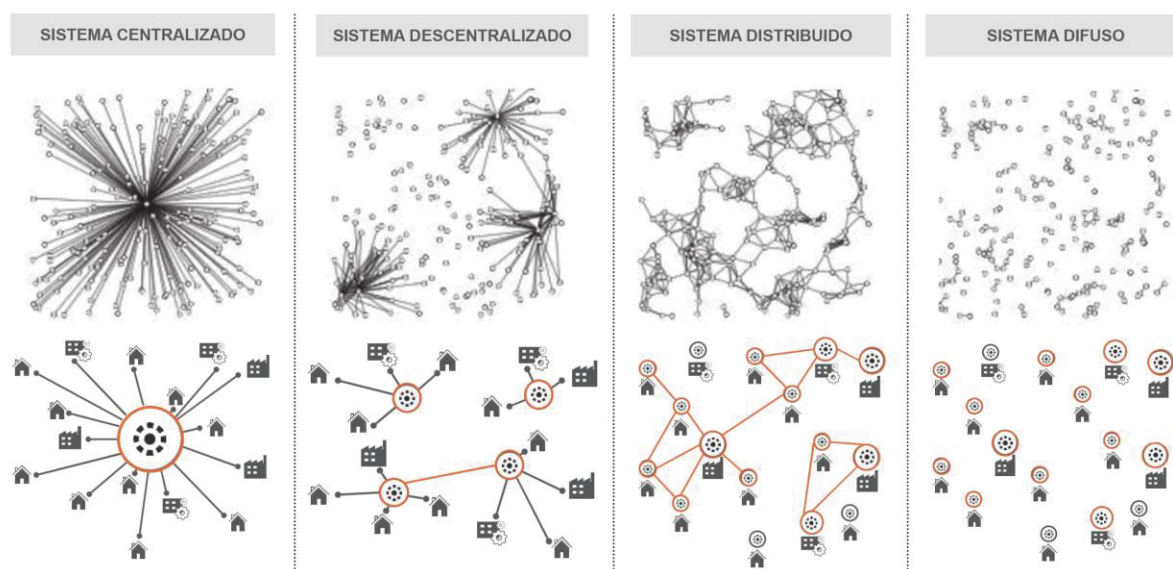 SISTEMA CENTRALIZADO
SISTEMA DESCENTRALIZADO
SISTEMA DISTRIBUIDO
SISTEMA DIFUSO